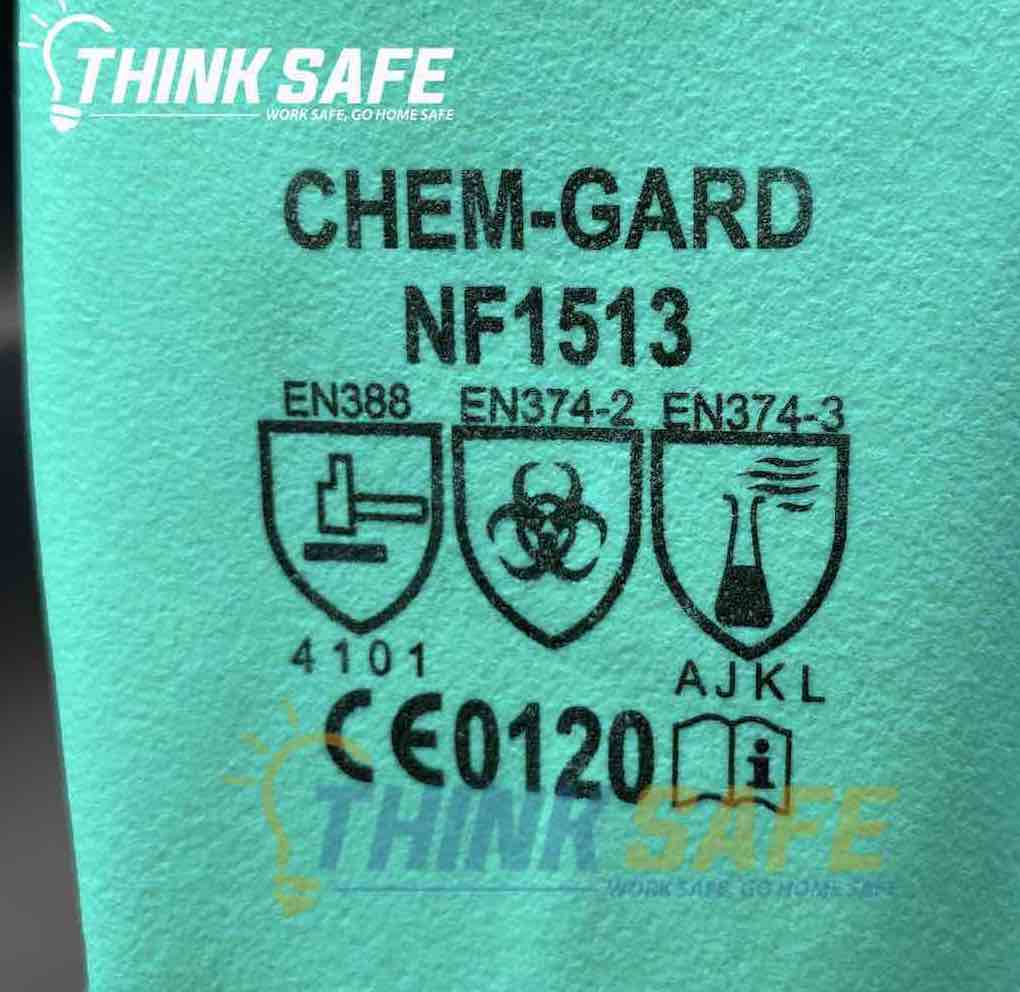 THINK SAFE
WORK SAFE, GO HOME SAFE
CHEM-GARD
NF1513
EN388 EN374-2 EN374-3
4101
AJKL
CE0120 i
THINK SAFE
WORK SAFE, GO HOME SAFE